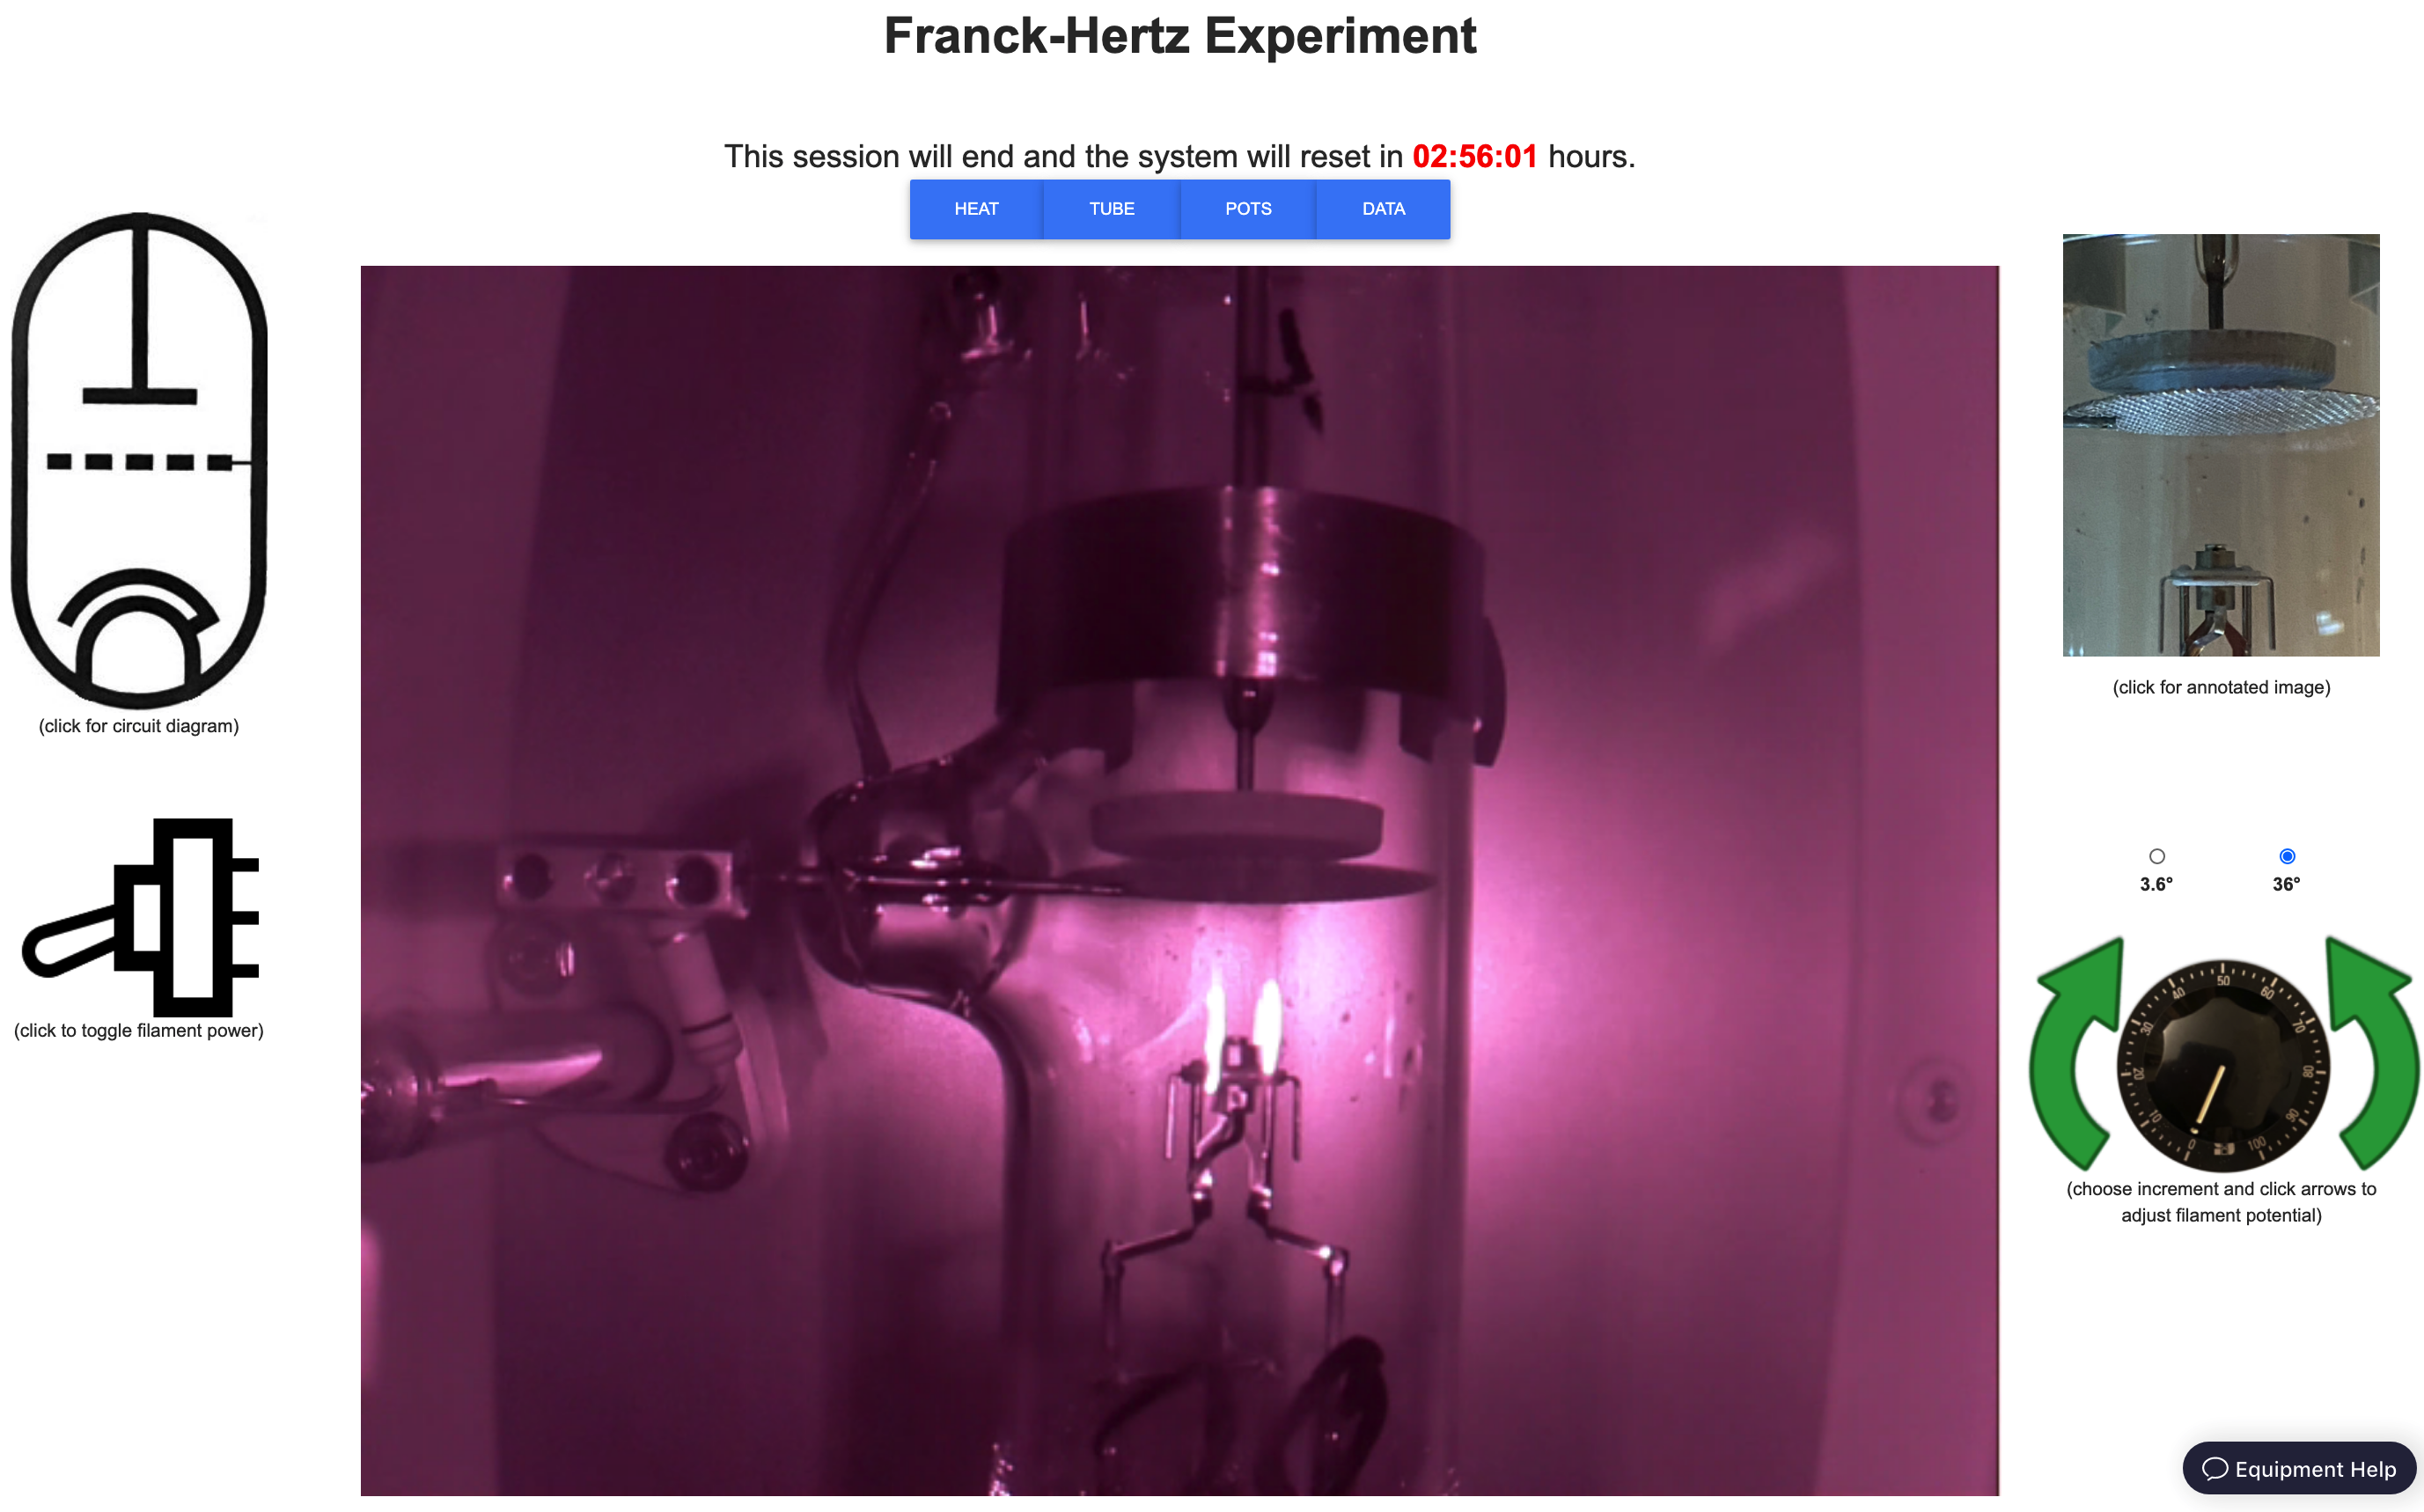 Franck-Hertz Experiment
This session will end and the system will reset in 02:56:01 hours.
HEAT TUBE POTS DATA
(click for circuit diagram)
(click to toggle filament power)
(click for annotated image)
3.6° 36°
0 10 20 30 40 50 60 70 80 90 100
(choose increment and click arrows to
adjust filament potential)
Equipment Help